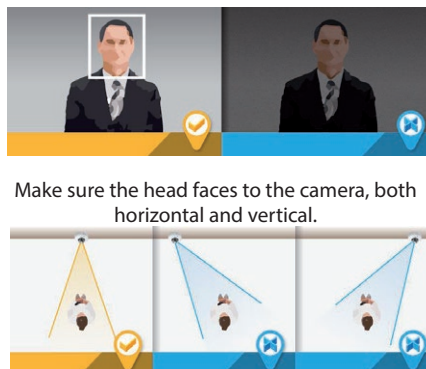 Make sure the head faces to the camera, both
horizontal and vertical.